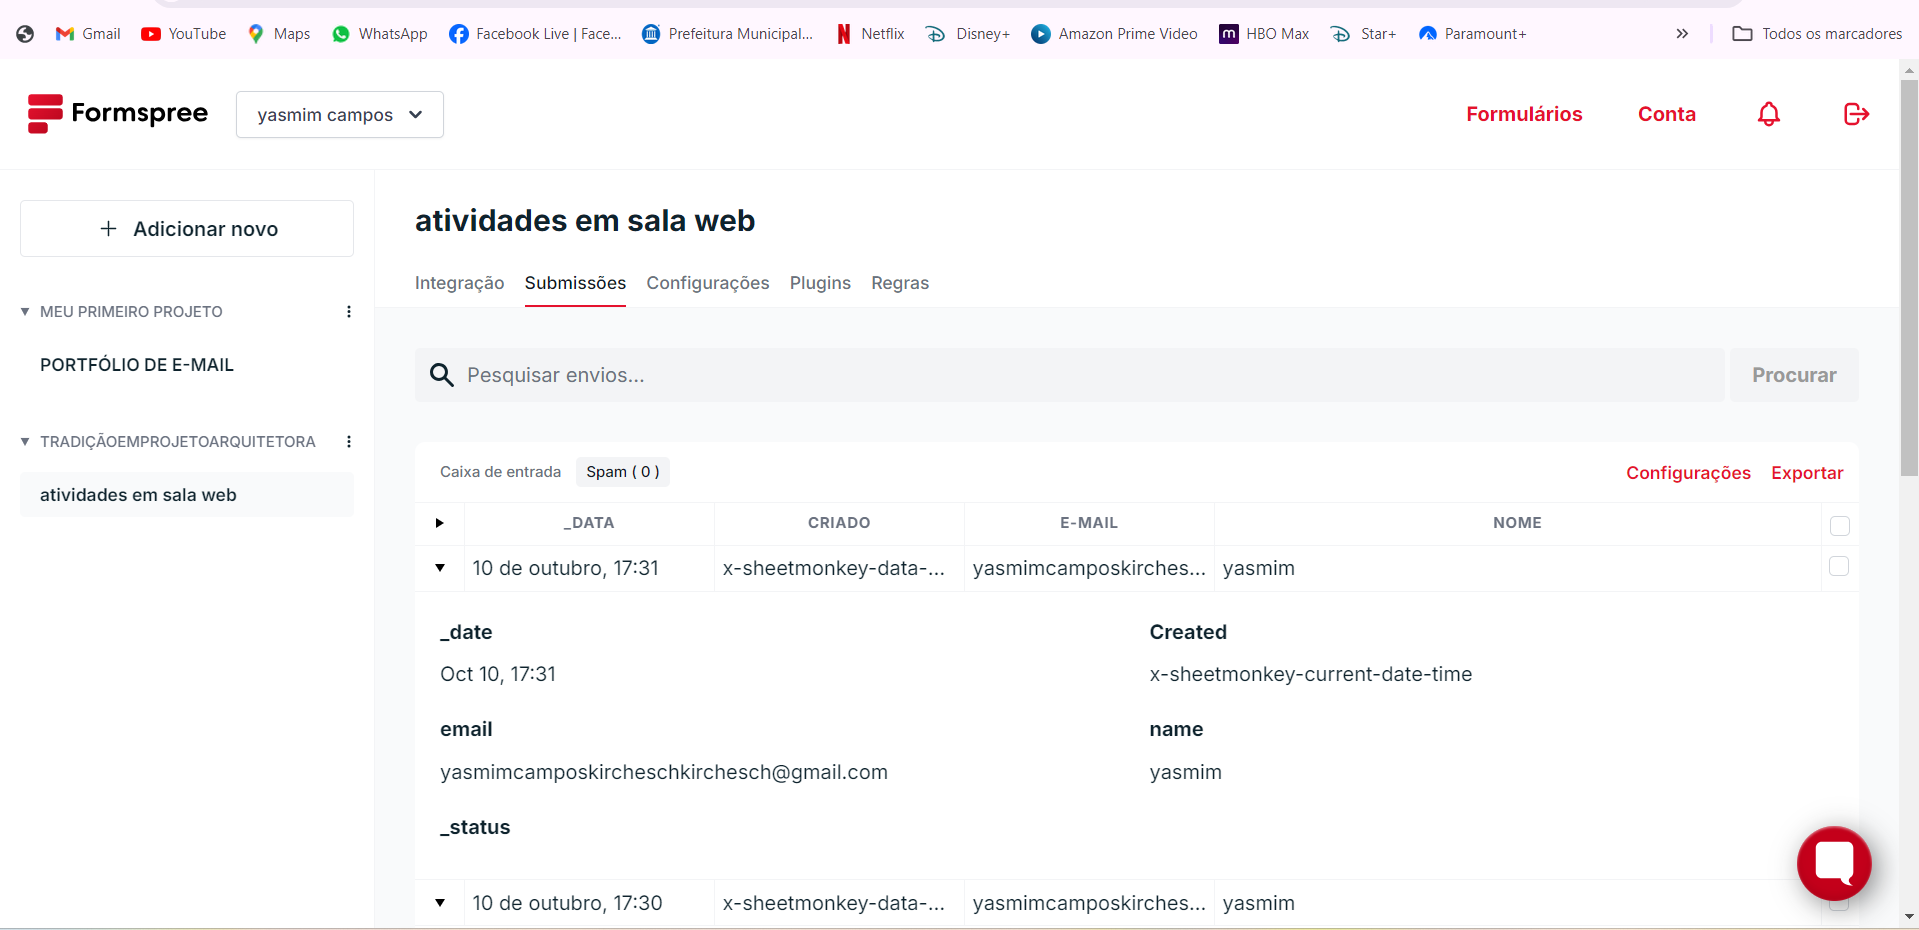 Gmail YouTube Maps WhatsApp Facebook Live | Face... Prefeitura Municipal... Netflix Disney+ Amazon Prime Video HBO Max Star+ Paramount+ » Todos os marcadores
Formspree yasmim campos Formulários Conta
+ Adicionar novo
MEU PRIMEIRO PROJETO
PORTFÓLIO DE E-MAIL
TRADIÇÃOEMPROJETOARQUITETORA
atividades em sala web
atividades em sala web
Integração Submissões Configurações Plugins Regras
Pesquisar envios... Procurar
Caixa de entrada Spam ( 0 ) Configurações Exportar
_DATA CRIADO E-MAIL NOME
10 de outubro, 17:31 x-sheetmonkey-data-... yasmimcamposkirches... yasmim
_date Created
Oct 10, 17:31 x-sheetmonkey-current-date-time
email name
yasmimcamposkircheschkirchesch@gmail.com yasmim
_status
10 de outubro, 17:30 x-sheetmonkey-data-... yasmimcamposkirches... yasmim